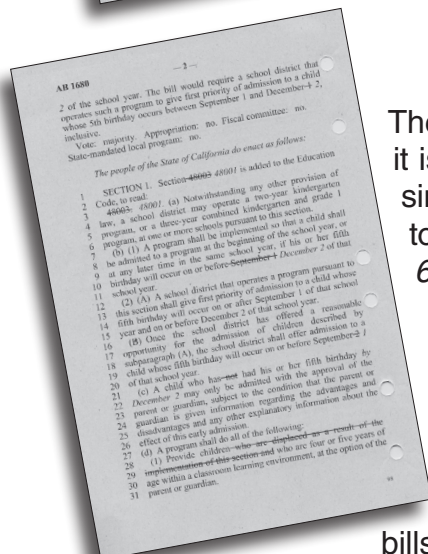 — 2 —
AB 1680
2 of the school year. The bill would require a school district that
operates such a program to give first priority of admission to a child
whose 5th birthday occurs between September 1 and December 1 2,
inclusive.
Vote: majority. Appropriation: no. Fiscal committee: no.
State-mandated local program: no.
The people of the State of California do enact as follows:
1 SECTION 1. Section 48003 48001 is added to the Education
2 Code, to read:
3 48003. 48001. (a) Notwithstanding any other provision of
4 law, a school district may operate a two-year kindergarten
5 program, or a three-year combined kindergarten and grade 1
6 program, at one or more schools pursuant to this section.
7 (b) (1) A program shall be implemented so that a child shall
8 be admitted to a program at the beginning of the school year, or
9 at any later time in the same school year, if his or her fifth
10 birthday will occur on or before September 1 December 2 of that
11 school year.
12 (2) (A) A school district that operates a program pursuant to
13 this section shall give first priority of admission to a child whose
14 fifth birthday will occur on or after September 1 of that school
15 year and on or before December 2 of that school year.
16 (B) Once the school district has offered a reasonable
17 opportunity for the admission of children described by
18 subparagraph (A), the school district shall offer admission to a
19 child whose fifth birthday will occur on or before September 2 1
20 of that school year.
21 (c) A child who has not had his or her fifth birthday by
22 December 2 may only be admitted with the approval of the
23 parent or guardian, subject to the condition that the parent or
24 guardian is given information regarding the advantages and
25 disadvantages and any other explanatory information about the
26 effect of this early admission.
27 (d) A program shall do all of the following:
28 (1) Provide children who are displaced as a result of the
29 implementation of this section and who are four or five years of
30 age within a classroom learning environment, at the option of the
31 parent or guardian.
The
it is
sin
to
6
bills